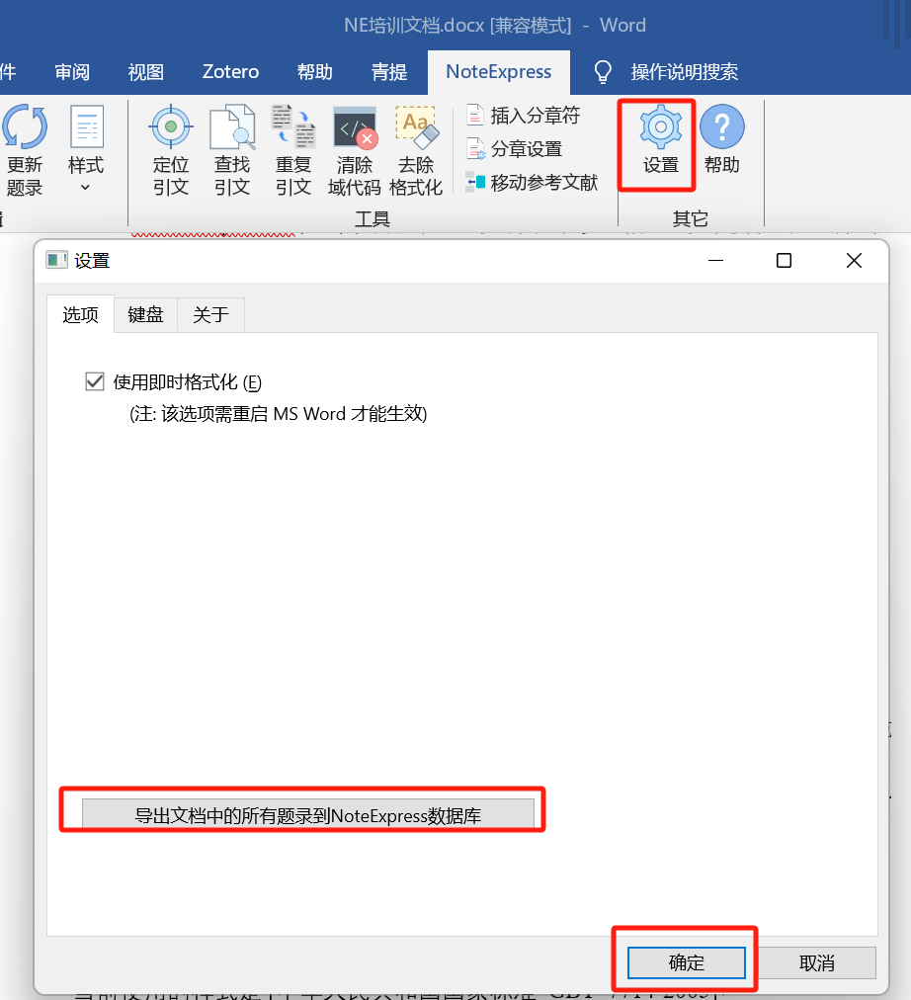 NE培训文档.docx [兼容模式] - Word
件 审阅 视图 Zotero 帮助 青提 NoteExpress 操作说明搜索
更新题录 样式 定位引文 查找引文 重复引文 清除域代码 去除格式化
插入分章符
分章设置
移动参考文献
设置 帮助
工具 其它
设置
选项 键盘 关于
使用即时格式化 (E)
(注: 该选项需重启 MS Word 才能生效)
导出文档中的所有题录到NoteExpress数据库
确定 取消